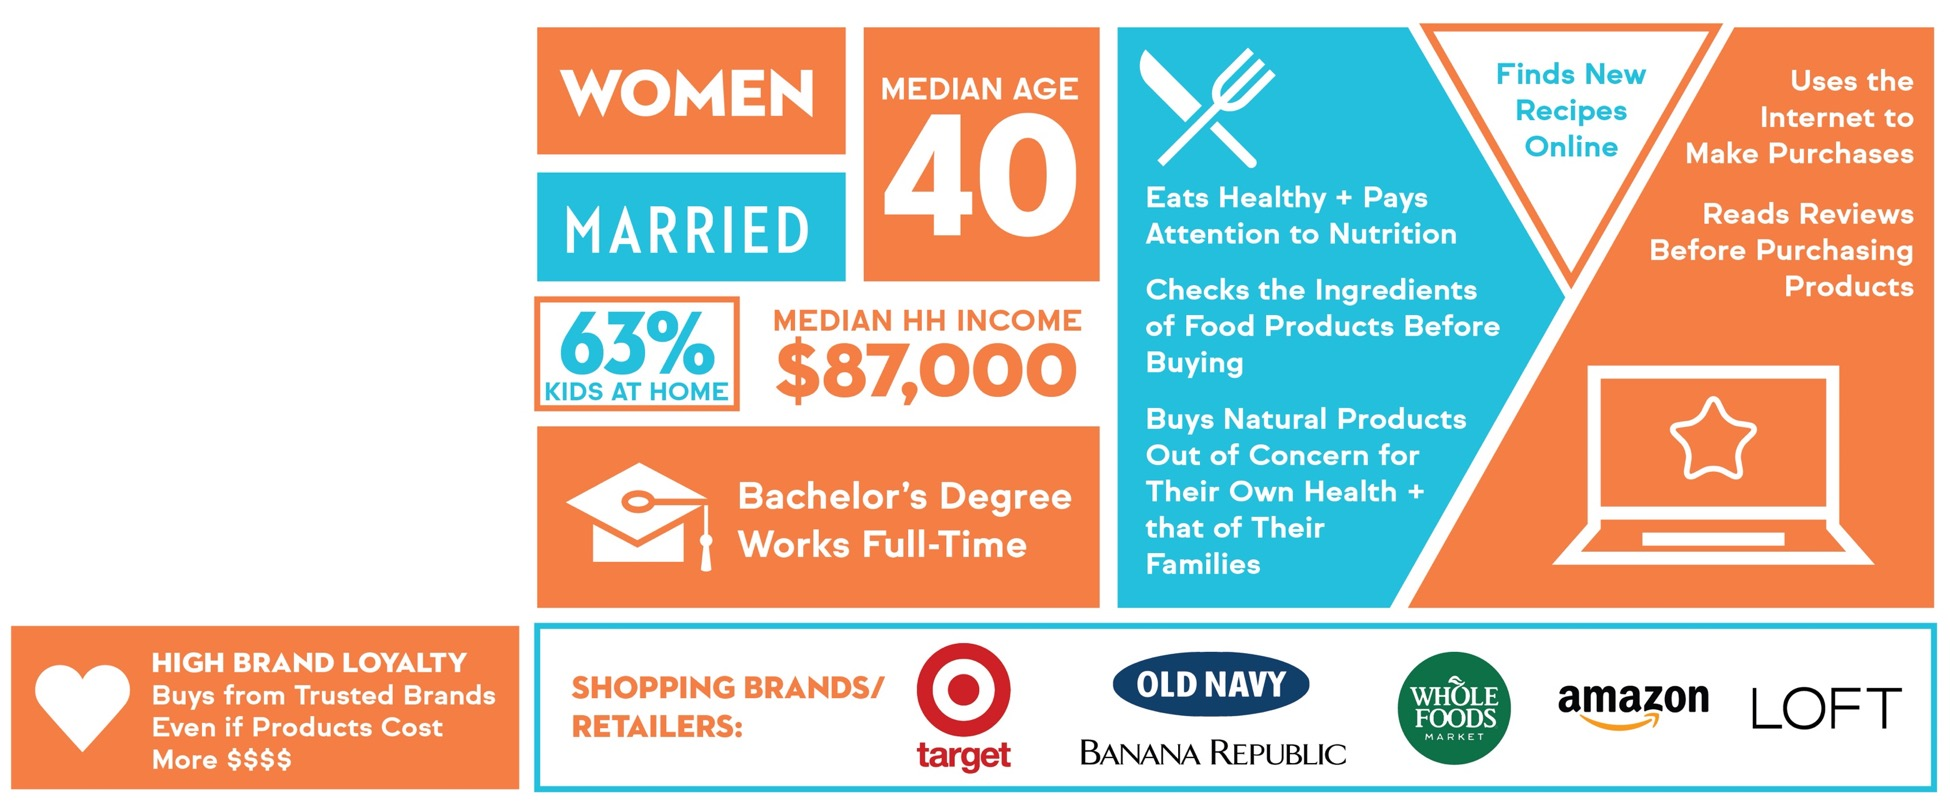 WOMEN
MARRIED
MEDIAN AGE
40
63%
KIDS AT HOME
MEDIAN HH INCOME
$87,000
Bachelor’s Degree
Works Full-Time
Eats Healthy + Pays
Attention to Nutrition
Checks the Ingredients
of Food Products Before
Buying
Buys Natural Products
Out of Concern for
Their Own Health +
that of Their
Families
Finds New
Recipes
Online
Uses the
Internet to
Make Purchases
Reads Reviews
Before Purchasing
Products
HIGH BRAND LOYALTY
Buys from Trusted Brands
Even if Products Cost
More $$$$
SHOPPING BRANDS/
RETAILERS:
target
OLD NAVY
BANANA REPUBLIC
WHOLE
FOODS
MARKET
amazon
LOFT